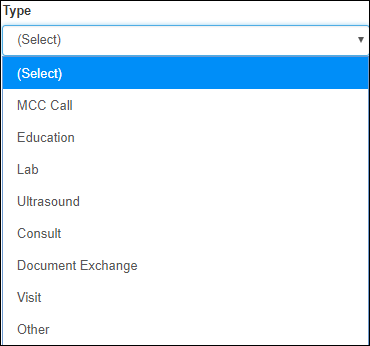 Type
(Select)
(Select)
MCC Call
Education
Lab
Ultrasound
Consult
Document Exchange
Visit
Other